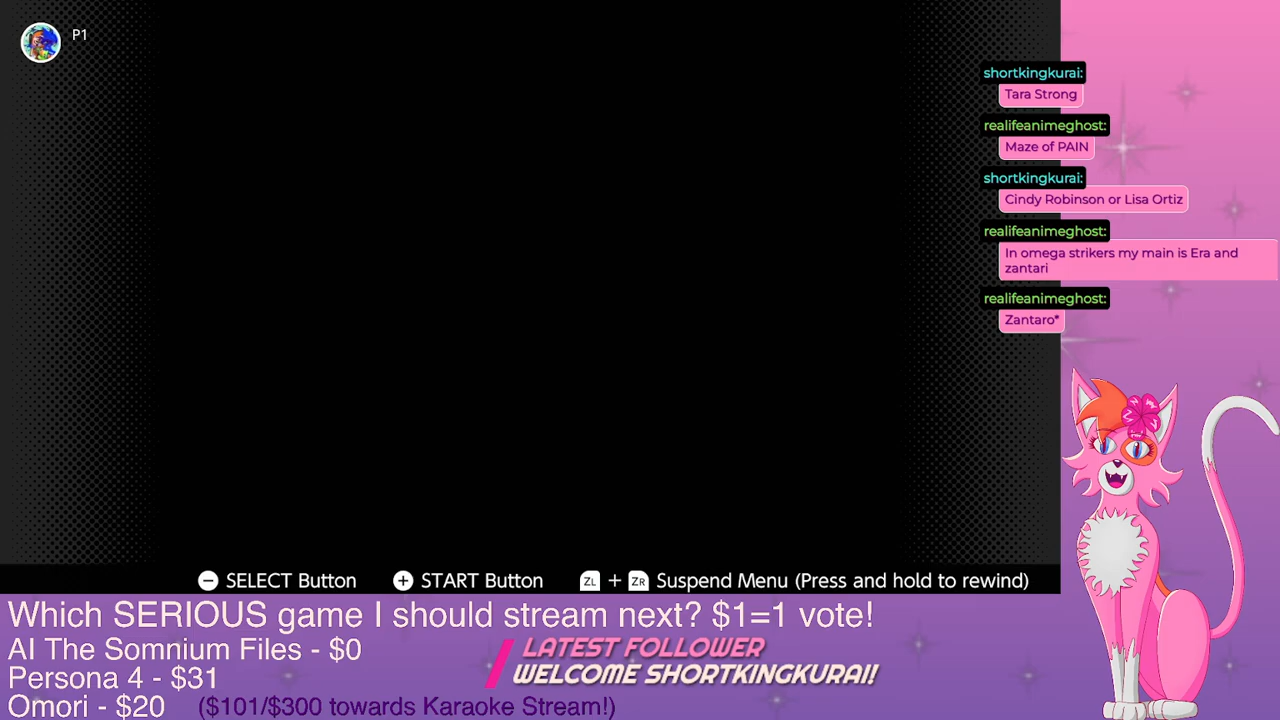 P1
shortkingkurai:
Tara Strong
realifeanimeghost:
Maze of PAIN
shortkingkurai:
Cindy Robinson or Lisa Ortiz
realifeanimeghost:
In omega strikers my main is Era and
zantari
realifeanimeghost:
Zantaro*
SELECT Button
START Button
ZL + ZR Suspend Menu (Press and hold to rewind)
Which SERIOUS game I should stream next? $1=1 vote!
AI The Somnium Files - $0
Persona 4 - $31
Omori - $20
($101/$300 towards Karaoke Stream!)
LATEST FOLLOWER
WELCOME SHORTKINGKURAI!